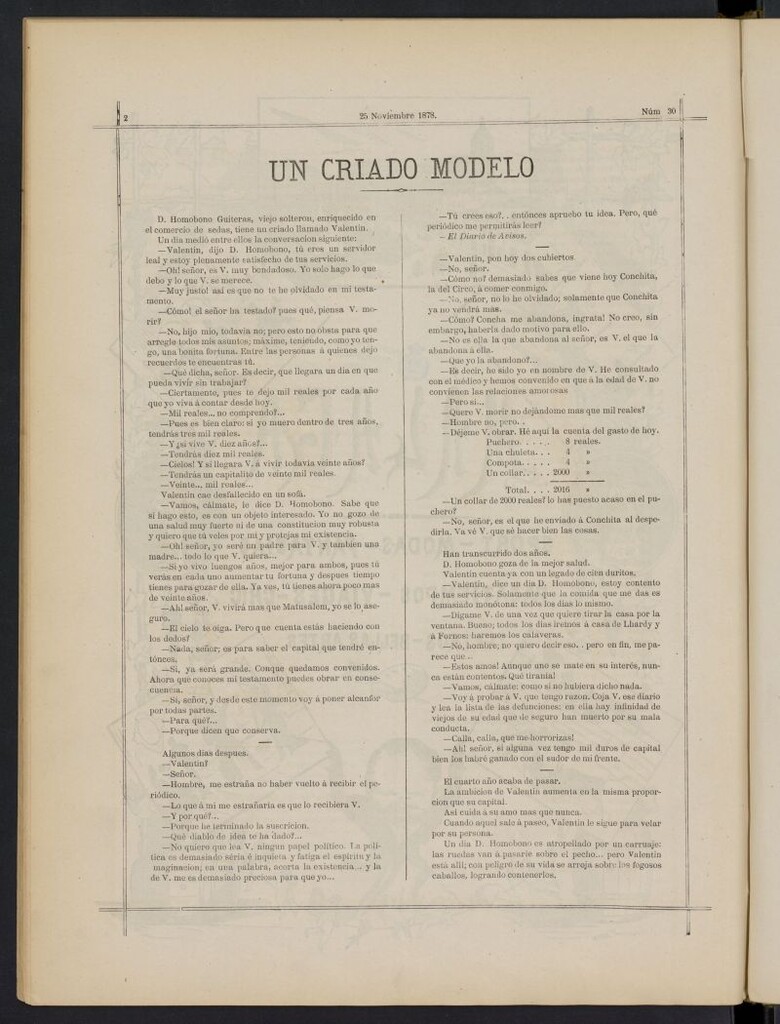 2
25 Noviembre 1878.
Núm 30
UN CRIADO MODELO
D. Homobono Guiteras, viejo solteron, enriquecido en
el comercio de sedas, tiene un criado llamado Valentin.
Un dia medió entre ellos la conversacion siguiente:
—Valentin, dijo D. Homobono, tú eres un servidor
leal y estoy plenamente satisfecho de tus servicios.
—Oh! señor, es V. muy bondadoso. Yo solo hago lo que
debo y lo que V. se merece.
—Muy justo! asi es que no te he olvidado en mi testa-
mento.
—Cómo! el señor ha testado? pues qué, piensa V. mo-
rir?
—No, hijo mio, todavia no; pero esto no obsta para que
arregle todos mis asuntos; máxime, teniendo, como yo ten-
go, una bonita fortuna. Entre las personas á quienes dejo
recuerdos te encuentras tú.
—Qué dicha, señor. Es decir, que llegara un dia en que
pueda vivir sin trabajar?
—Ciertamente, pues te dejo mil reales por cada año
que yo viva á contar desde hoy.
—Mil reales... no comprendo?...
—Pues es bien claro: si yo muero dentro de tres años,
tendrás tres mil reales.
—Y ¿si vive V. diez años?...
—Tendrás diez mil reales.
—Cielos! Y si llegara V. á vivir todavia veinte años?
—Tendrás un capitalito de veinte mil reales.
—Veinte... mil reales...
Valentin cae desfallecido en un sofá.
—Vamos, cálmate, le dice D. Homobono. Sabe que
si hago esto, es con un objeto interesado. Yo no gozo de
una salud muy fuerte ni de una constitucion muy robusta
y quiero que tú veles por mi y protejas mi existencia.
—Oh! señor, yo seré un padre para V. y tambien una
madre... todo lo que V. quiera...
—Si yo vivo luengos años, mejor para ambos, pues tú
verás en cada uno aumentar tu fortuna y despues tiempo
tienes para gozar de ella. Ya ves, tú tienes ahora poco mas
de veinte años.
—Ah! señor, V. vivirá mas que Matusalem, yo se lo ase-
guro.
—El cielo te oiga. Pero que cuenta estás haciendo con
los dedos?
—Nada, señor; es para saber el capital que tendré en-
tónces.
—Si, ya será grande. Conque quedamos convenidos.
Ahora que conoces mi testamento puedes obrar en conse-
cuencia.
—Si, señor, y desde este momento voy á poner alcanfor
por todas partes.
—Para qué?...
—Porque dicen que conserva.
Algunos dias despues.
—Valentin?
—Señor.
—Hombre, me estraña no haber vuelto á recibir el pe-
riódico.
—Lo que á mi me estrañaria es que lo recibiera V.
—Y por qué?...
—Porque he terminado la suscricion.
—Qué diablo de idea te ha dado?...
—No quiero que lea V. ningun papel político. La polí-
tica es demasiado séria é inquieta y fatiga el espiritu y la
maginacion; en una palabra, acorta la existencia... y la
de V. me es demasiado preciosa para que yo...
—Tú crees eso?.. entónces apruebo tu idea. Pero, qué
periódico me permitirás leer?
—El Diario de Avisos.
—Valentin, pon hoy dos cubiertos
—No, señor.
—Cómo no? demasiado sabes que viene hoy Conchita,
la del Circo, á comer conmigo.
—No, señor, no lo he olvidado; solamente que Conchita
ya no vendrá mas.
—Cómo? Concha me abandona, ingrata! No creo, sin
embargo, haberla dado motivo para ello.
—No es ella la que abandona al señor, es V. el que la
abandona á ella.
—Que yo la abandono?...
—Es decir, he sido yo en nombre de V. He consultado
con el médico y hemos convenido en que á la edad de V. no
convienen las relaciones amorosas
—Pero si...
—Quere V. morir no dejándome mas que mil reales?
—Hombre no, pero..
—Déjeme V. obrar. Hé aqui la cuenta del gasto de hoy.
Puchero. . . . . 8 reales.
Una chuleta. . . 4 »
Compota. . . . . 4 »
Un collar. . . . . 2000 »
Total. . . . 2016 »
—Un collar de 2000 reales? lo has puesto acaso en el pu-
chero?
—No, señor, es el que he enviado á Conchita al despe-
dirla. Va vé V. que sé hacer bien las cosas.
Han transcurrido dos años.
D. Homobono goza de la mejor salud.
Valentin cuenta ya con un legado de cien duritos.
—Valentin, dice un dia D. Homobono, estoy contento
de tus servicios. Solamente que la comida que me das es
demasiado monótona: todos los dias lo mismo.
—Digame V. de una vez que quiere tirar la casa por la
ventana. Bueno; todos los dias iremos á casa de Lhardy y
á Fornos: haremos los calaveras.
—No, hombre; no quiero decir eso.. pero en fin, me pa-
rece que...
—Estos amos! Aunque uno se mate en su interés, nun-
ca están contentos. Qué tirania!
—Vamos, cálmate: como si no hubiera dicho nada.
—Voy á probar á V. que tengo razon. Coja V. ese diario
y lea la lista de las defunciones: en ella hay infinidad de
viejos de su edad que de seguro han muerto por su mala
conducta.
—Calla, calla, que me horrorizas!
—Ah! señor, si alguna vez tengo mil duros de capital
bien los habré ganado con el sudor de mi frente.
El cuarto año acaba de pasar.
La ambicion de Valentin aumenta en la misma propor-
cion que su capital.
Asi cuida á su amo mas que nunca.
Cuando aquel sale á paseo, Valentin le sigue para velar
por su persona.
Un dia D. Homobono es atropellado por un carruaje:
las ruedas van á pasarle sobre el pecho... pero Valentin
está alli; con peligro de su vida se arroja sobre los fogosos
caballos, logrando contenerlos.